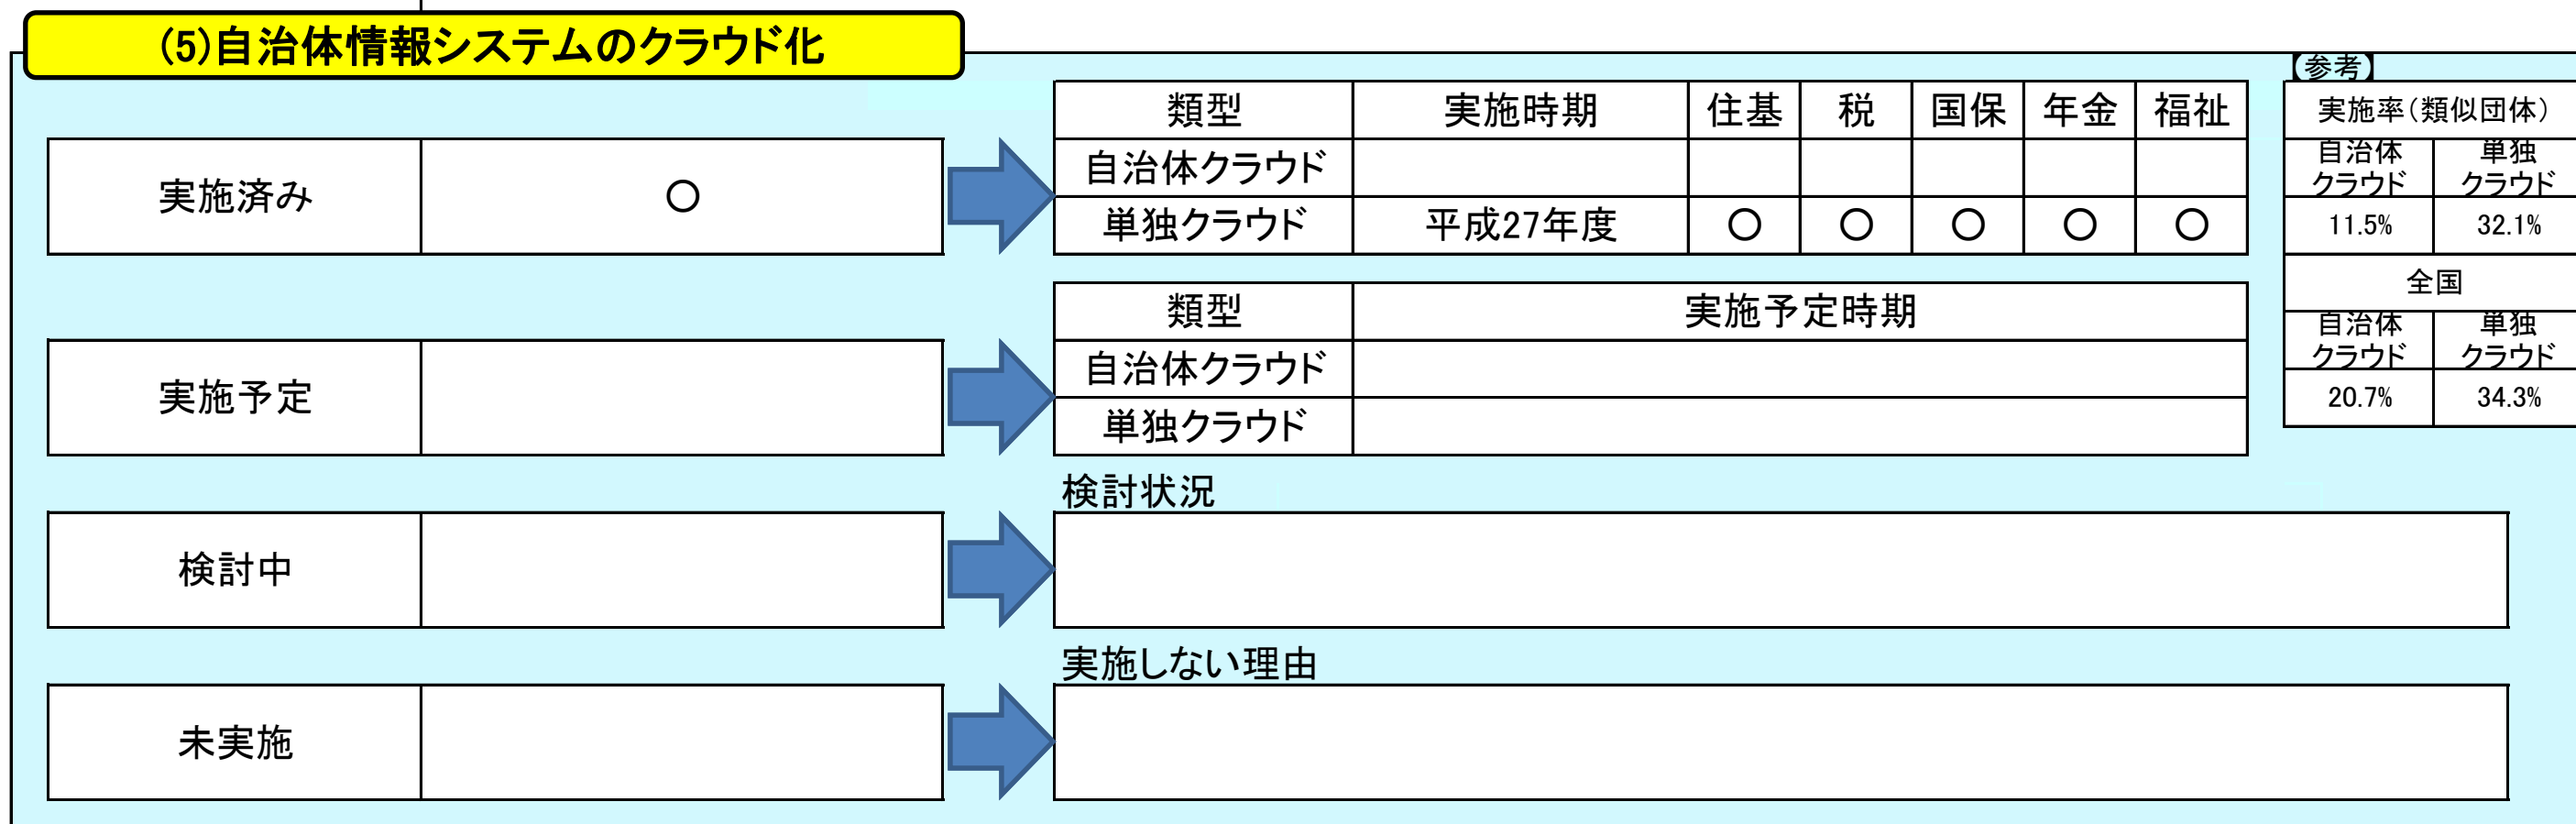 (5)自治体情報システムのクラウド化
【参考】
類型 実施時期 住基 税 国保 年金 福祉
実施率(類似団体)
実施済み ○
自治体クラウド
単独クラウド 平成27年度 ○ ○ ○ ○ ○
自治体クラウド 単独クラウド
11.5% 32.1%
全国
自治体クラウド 単独クラウド
20.7% 34.3%
類型 実施予定時期
実施予定
自治体クラウド
単独クラウド
検討状況
検討中
実施しない理由
未実施